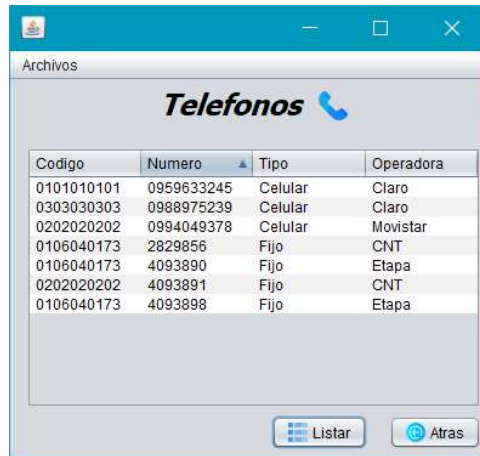 Archivos
Telefonos
Codigo Numero Tipo Operadora
0101010101 0959633245 Celular Claro
0303030303 0988975239 Celular Claro
0202020202 0994049378 Celular Movistar
0106040173 2829856 Fijo CNT
0106040173 4093890 Fijo Etapa
0202020202 4093891 Fijo CNT
0106040173 4093898 Fijo Etapa
Listar Atras